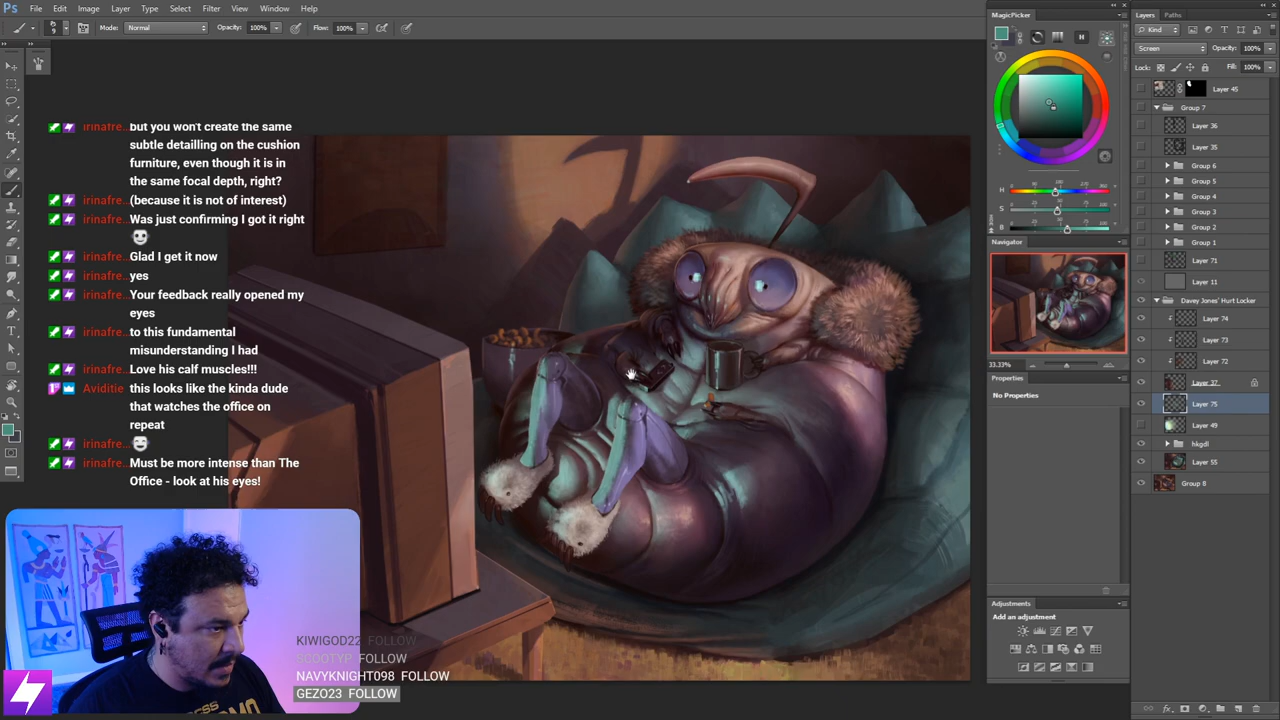 Ps File Edit Image Layer Type Select Filter View Window Help
9 Mode: Normal Opacity: 100% Flow: 100%
irinafre... but you won't create the same
subtle detailling on the cushion
furniture, even though it is in
the same focal depth, right?
irinafre... (because it is not of interest)
irinafre... Was just confirming I got it right
irinafre... Glad I get it now
irinafre... yes
irinafre... Your feedback really opened my
eyes
irinafre... to this fundamental
misunderstanding I had
irinafre... Love his calf muscles!!!
Aviditie this looks like the kinda dude
that watches the office on
repeat
irinafre...
irinafre... Must be more intense than The
Office - look at his eyes!
KIWIGOD22 FOLLOW
SCOOTYP FOLLOW
NAVYKNIGHT098 FOLLOW
GEZO23 FOLLOW
MagicPicker
H
H
S
B
Navigator
33.33%
Properties
No Properties
Adjustments
Add an adjustment
Layers Paths
Kind
Screen Opacity: 100%
Lock: Fill: 100%
Layer 45
Group 7
Layer 36
Layer 35
Group 6
Group 5
Group 4
Group 3
Group 2
Group 1
Layer 71
Layer 11
Davey Jones' Hurt Locker
Layer 74
Layer 73
Layer 72
Layer 37
Layer 75
Layer 49
hkgdl
Layer 55
Group 8
fx